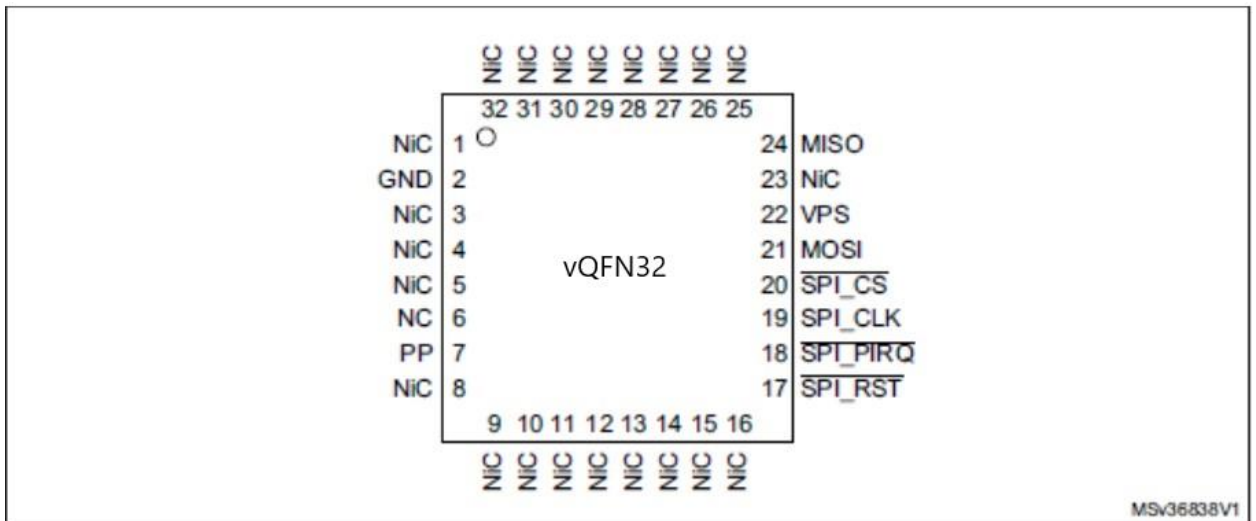 NiC NiC NiC NiC NiC NiC NiC NiC
32 31 30 29 28 27 26 25
NiC 1 24 MISO
GND 2 23 NiC
NiC 3 22 VPS
NiC 4 21 MOSI
vQFN32
NiC 5 20 SPI_CS
NC 6 19 SPI_CLK
PP 7 18 SPI_PIRQ
NiC 8 17 SPI_RST
9 10 11 12 13 14 15 16
NiC NiC NiC NiC NiC NiC NiC NiC
MSv36838V1